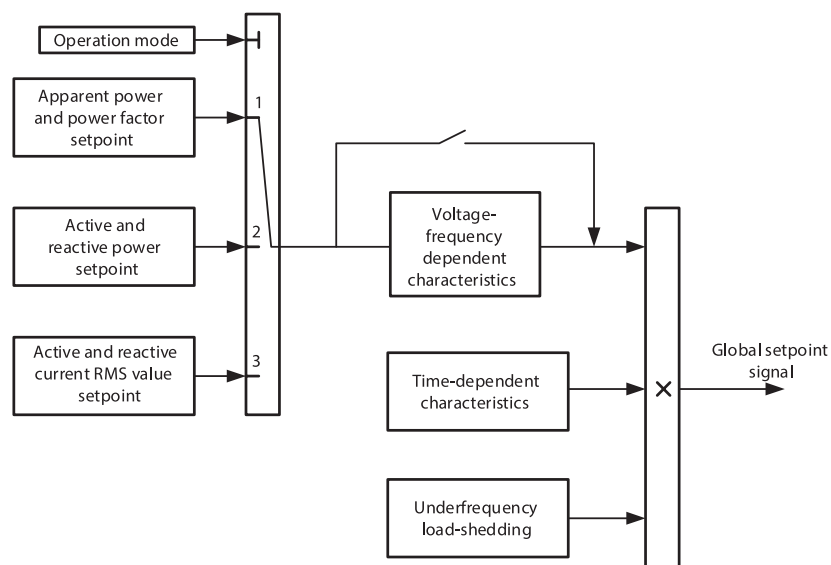 Operation mode
1
Apparent power
and power factor
setpoint
2
Active and
reactive power
setpoint
Voltage-
frequency
dependent
characteristics
3
Active and reactive
current RMS value
setpoint
Time-dependent
characteristics
×
Global setpoint
signal
Underfrequency
load-shedding